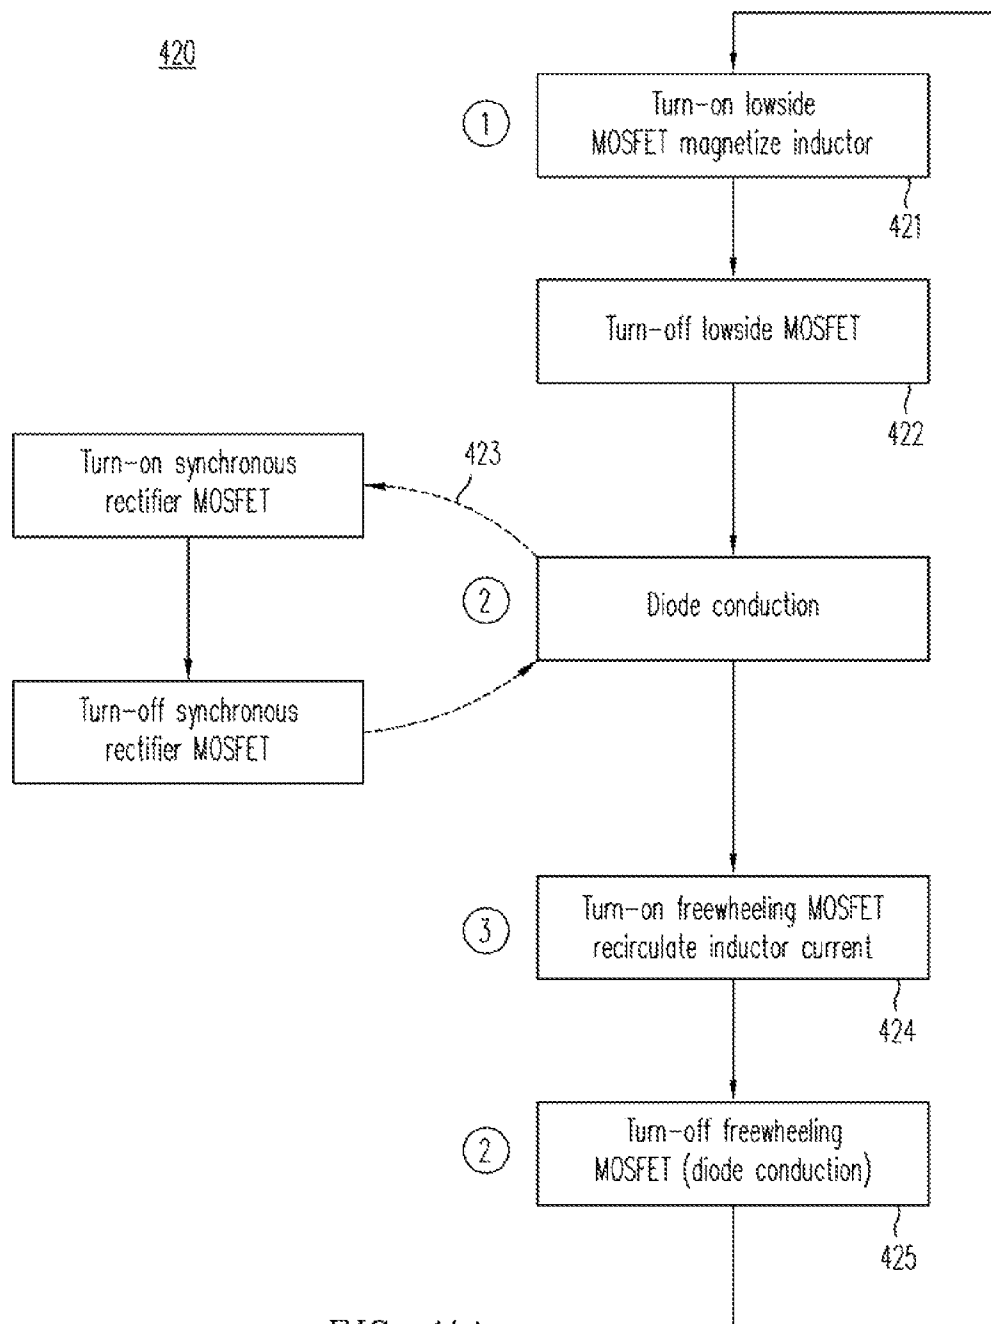 420
1
Turn-on lowside
MOSFET magnetize inductor
421
Turn-off lowside MOSFET
422
423
Turn-on synchronous
rectifier MOSFET
2
Diode conduction
Turn-off synchronous
rectifier MOSFET
3
Turn-on freewheeling MOSFET
recirculate inductor current
424
2
Turn-off freewheeling
MOSFET (diode conduction)
425